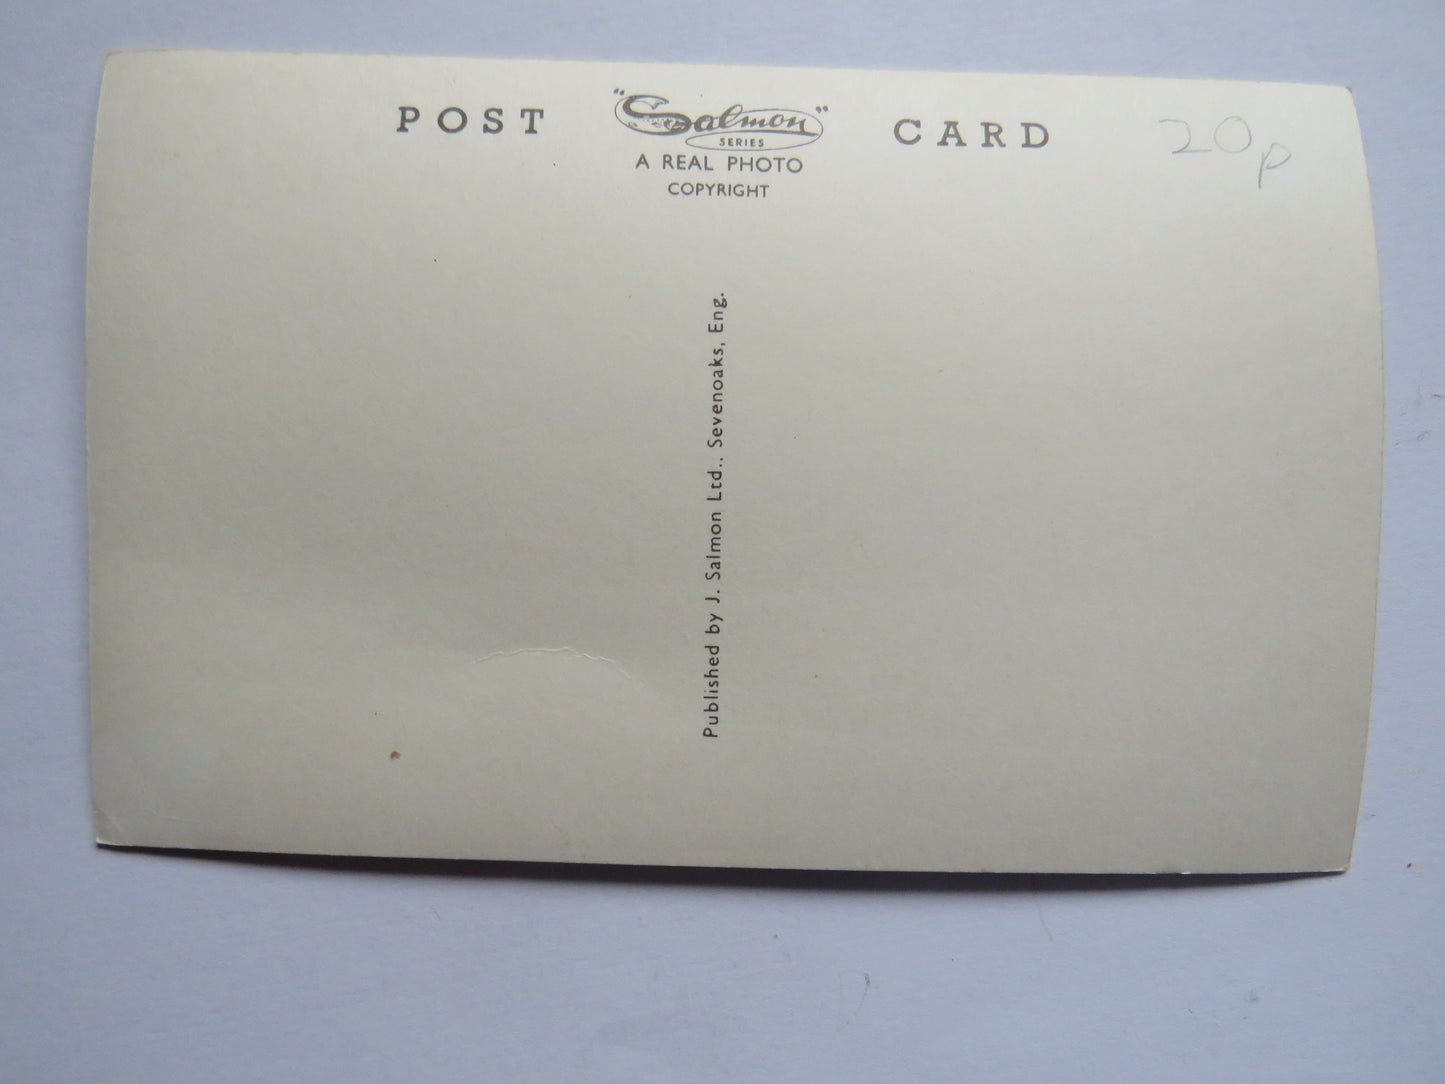 POST "Salmon" CARD
SERIES
A REAL PHOTO
COPYRIGHT
20p
Published by J. Salmon Ltd., Sevenoaks, Eng.